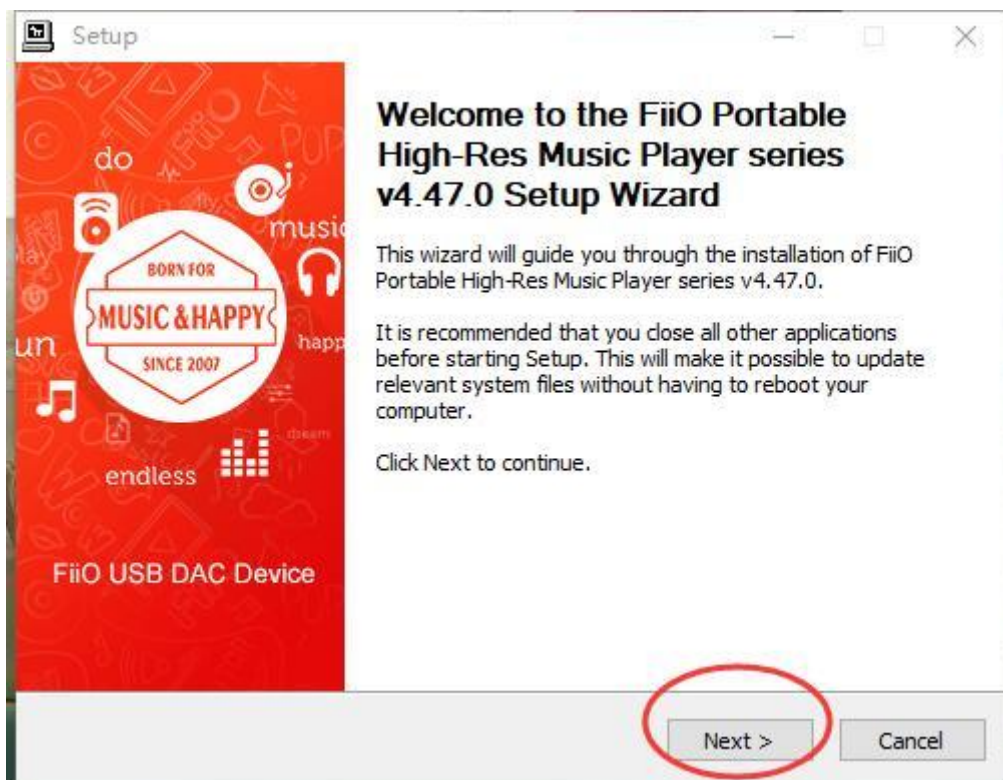 Setup
do
music
BORN FOR
MUSIC & HAPPY
SINCE 2007
un
happ
dream
endless
FiiO USB DAC Device
Welcome to the FiiO Portable
High-Res Music Player series
v4.47.0 Setup Wizard
This wizard will guide you through the installation of FiiO
Portable High-Res Music Player series v4.47.0.
It is recommended that you close all other applications
before starting Setup. This will make it possible to update
relevant system files without having to reboot your
computer.
Click Next to continue.
Next >
Cancel